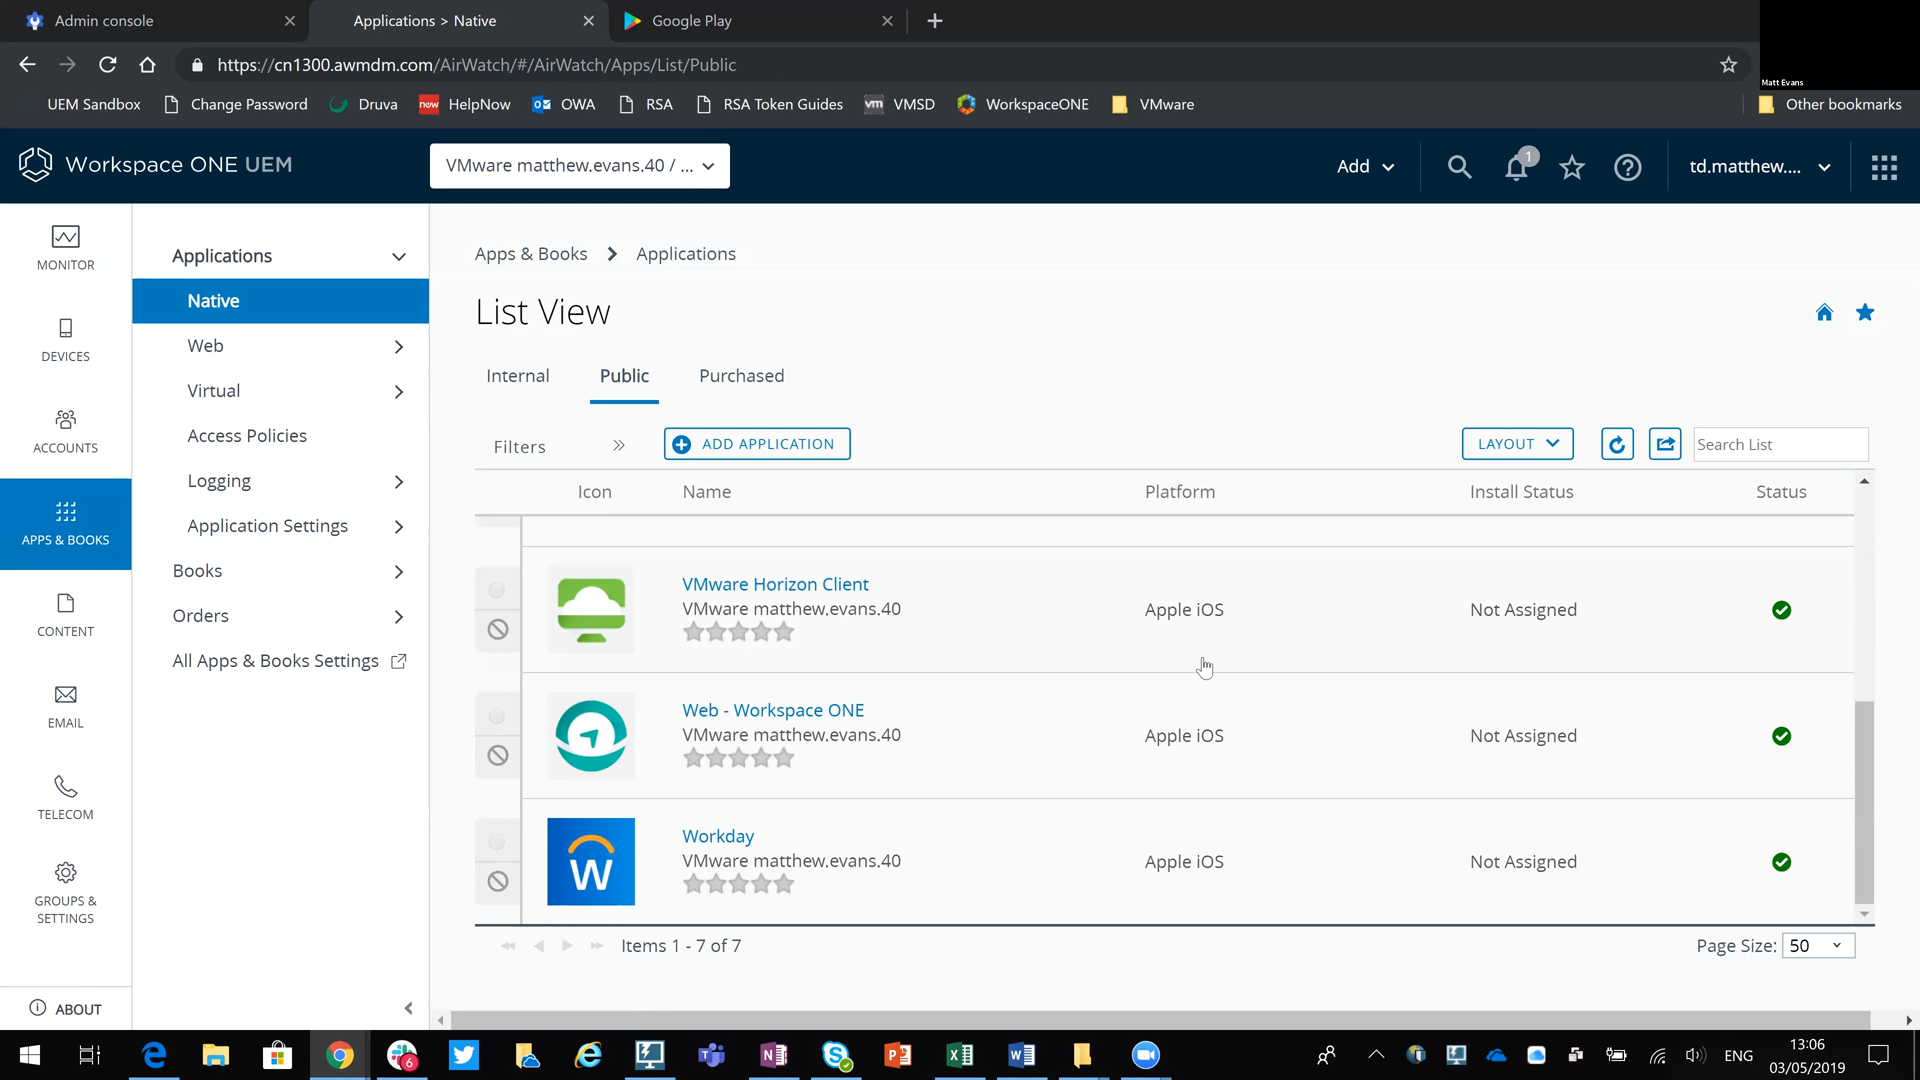 Admin console
Applications > Native
Google Play
https://cn1300.awmdm.com/AirWatch/#/AirWatch/Apps/List/Public
Matt Evans
UEM Sandbox
Change Password
Druva
now
HelpNow
OWA
RSA
RSA Token Guides
vm
VMSD
WorkspaceONE
VMware
Other bookmarks
Workspace ONE UEM
VMware matthew.evans.40 / ...
Add
1
td.matthew....
MONITOR
DEVICES
ACCOUNTS
APPS & BOOKS
CONTENT
EMAIL
TELECOM
GROUPS &
SETTINGS
ABOUT
Applications
Native
Web
Virtual
Access Policies
Logging
Application Settings
Books
Orders
All Apps & Books Settings
Apps & Books
Applications
List View
Internal
Public
Purchased
Filters
ADD APPLICATION
LAYOUT
Search List
Icon
Name
Platform
Install Status
Status
VMware Horizon Client
VMware matthew.evans.40
Apple iOS
Not Assigned
Web - Workspace ONE
VMware matthew.evans.40
Apple iOS
Not Assigned
W
Workday
VMware matthew.evans.40
Apple iOS
Not Assigned
Items 1 - 7 of 7
Page Size: 50
6
ENG
13:06
03/05/2019